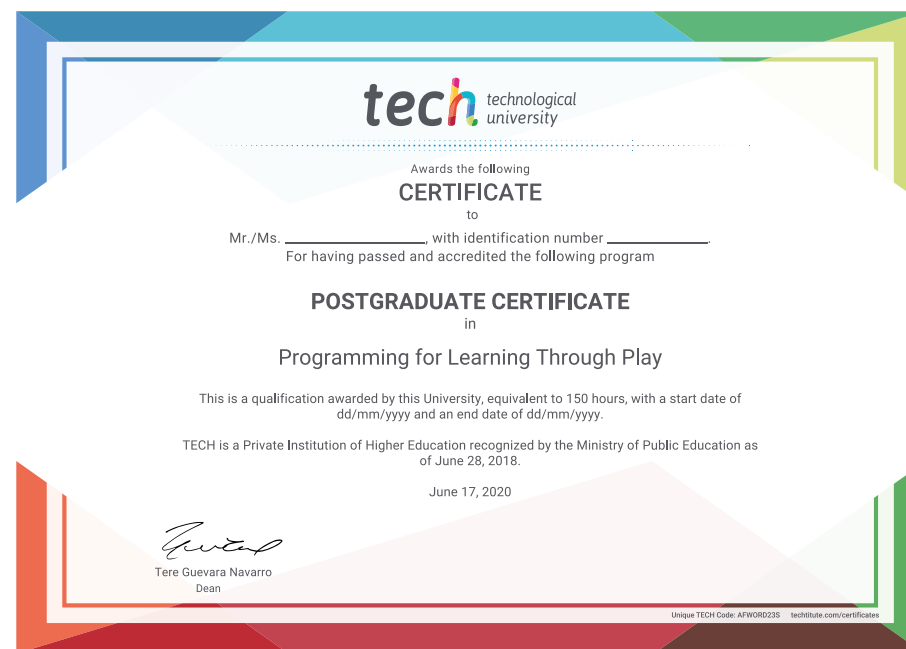 tech technological
university
Awards the following
CERTIFICATE
to
Mr./Ms. ____________________, with identification number ______________.
For having passed and accredited the following program
POSTGRADUATE CERTIFICATE
in
Programming for Learning Through Play
This is a qualification awarded by this University, equivalent to 150 hours, with a start date of
dd/mm/yyyy and an end date of dd/mm/yyyy.
TECH is a Private Institution of Higher Education recognized by the Ministry of Public Education as
of June 28, 2018.
June 17, 2020
Tere Guevara Navarro
Dean
Unique TECH Code: AFWORD23S techtitute.com/certificates